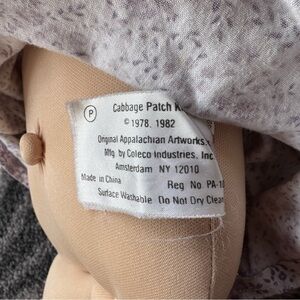 P
Cabbage Patch
© 1978, 1982
Original Appalachian Artworks,
Mfg. by Coleco Industries, Inc
Amsterdam NY 12010
Made in China
Reg No PA-
Surface Washable Do Not Dry Clean